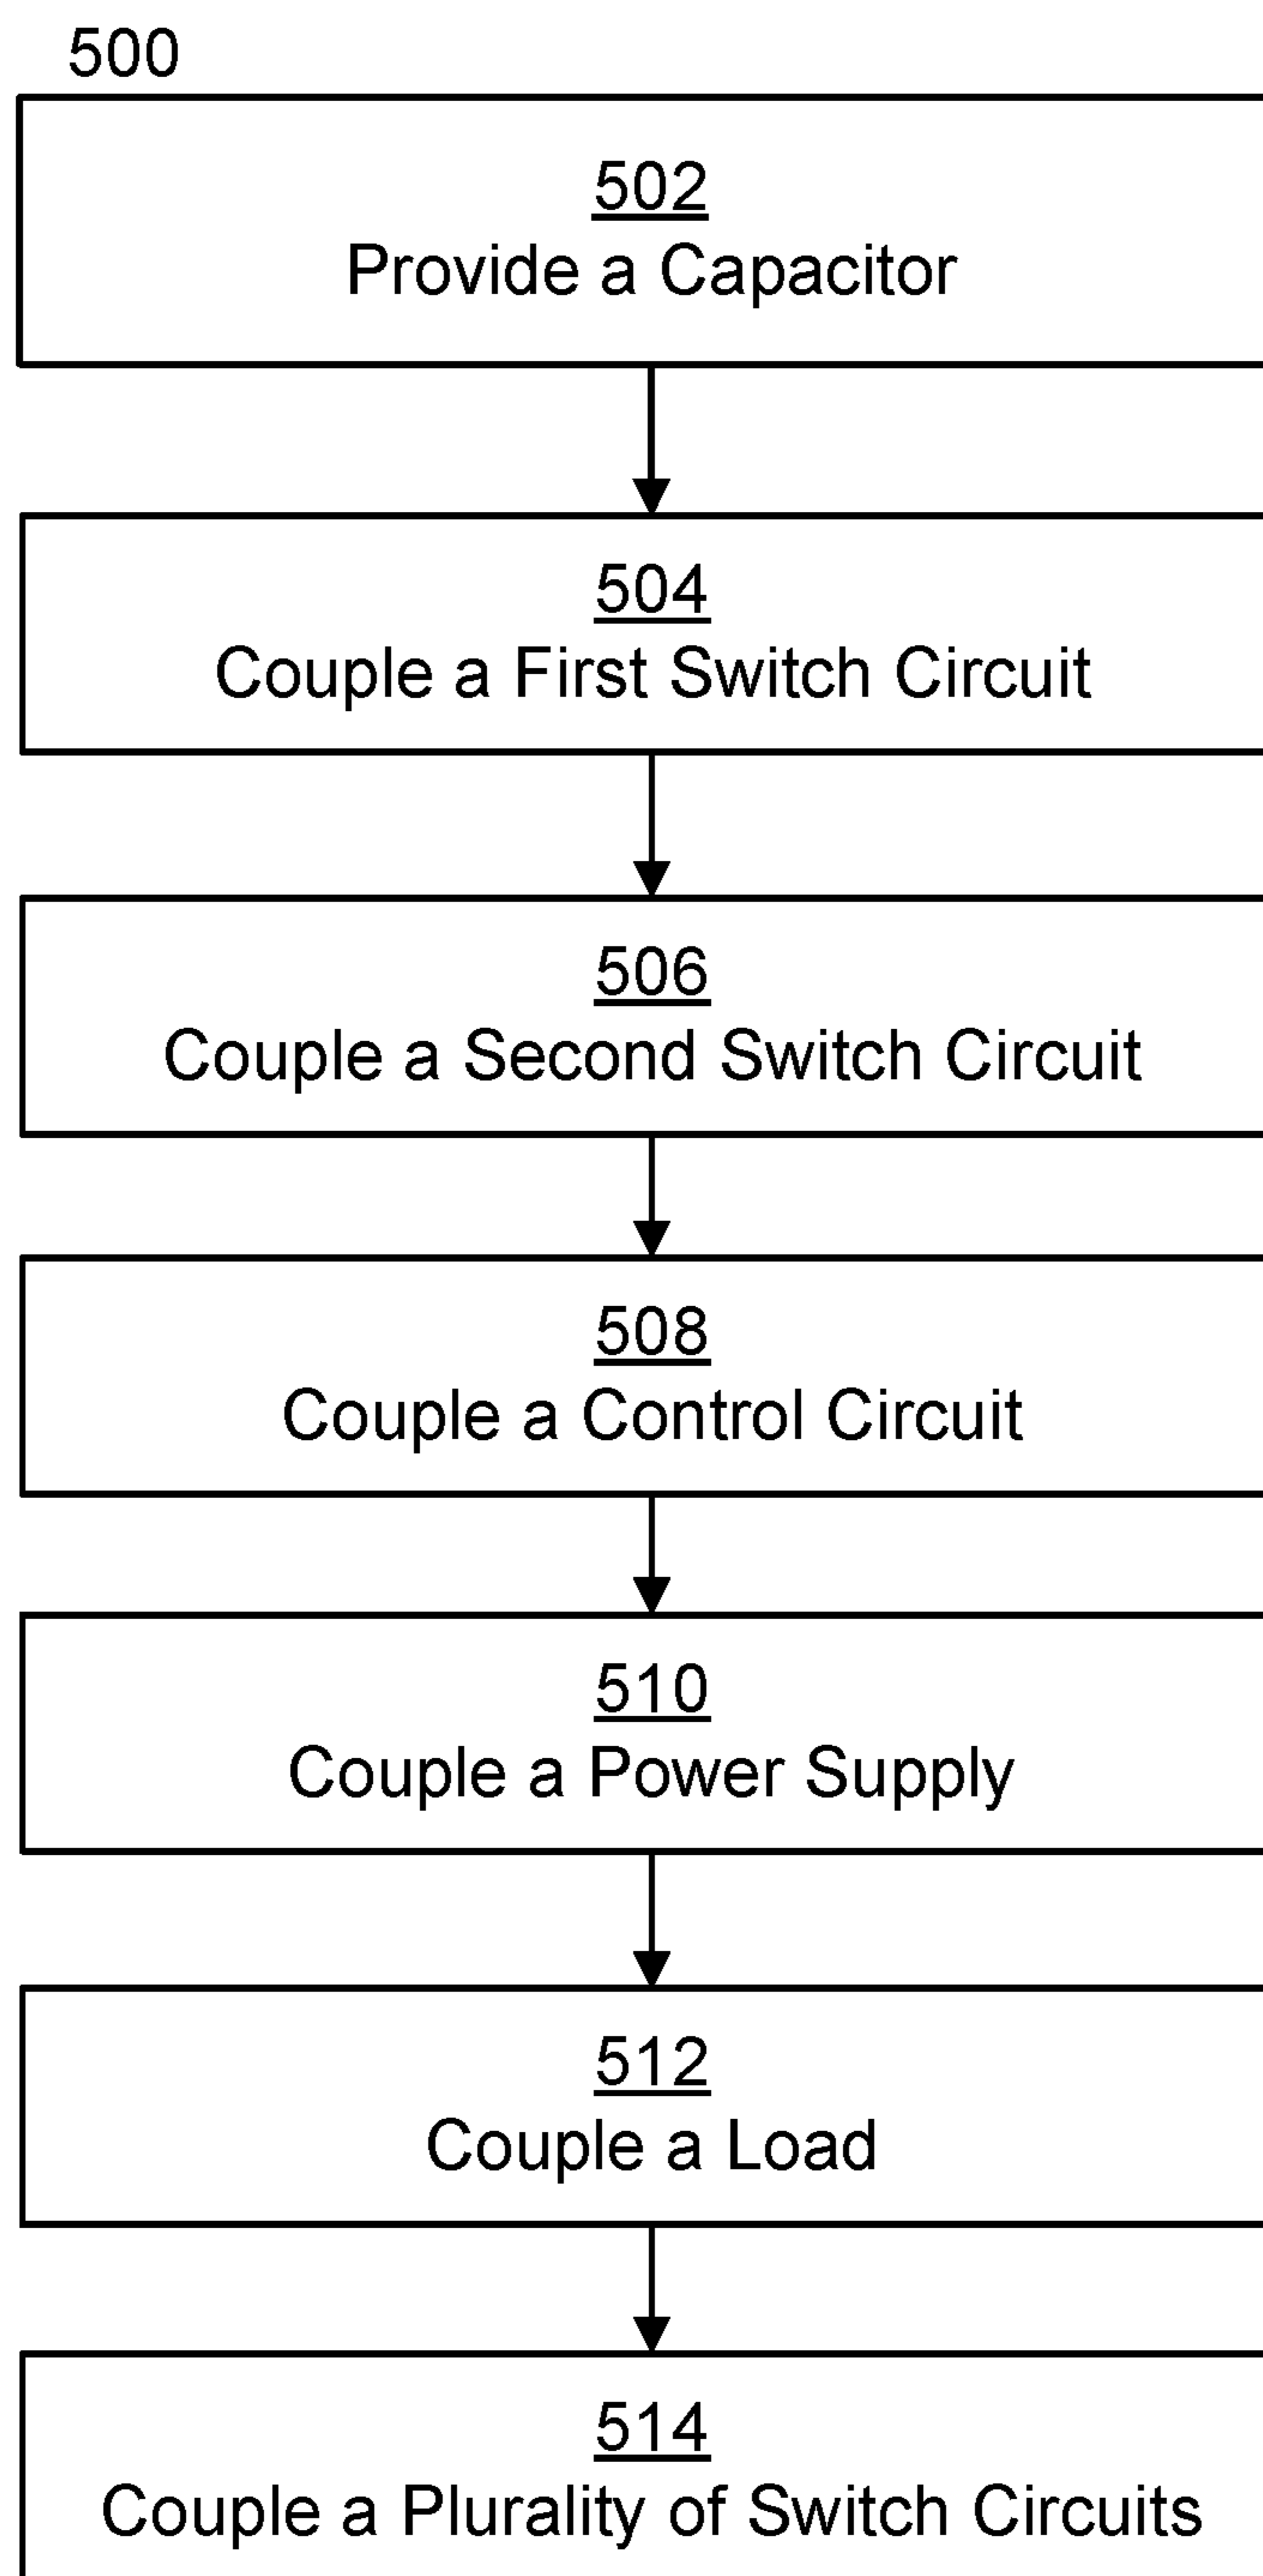 500
502
Provide a Capacitor
504
Couple a First Switch Circuit
506
Couple a Second Switch Circuit
508
Couple a Control Circuit
510
Couple a Power Supply
512
Couple a Load
514
Couple a Plurality of Switch Circuits